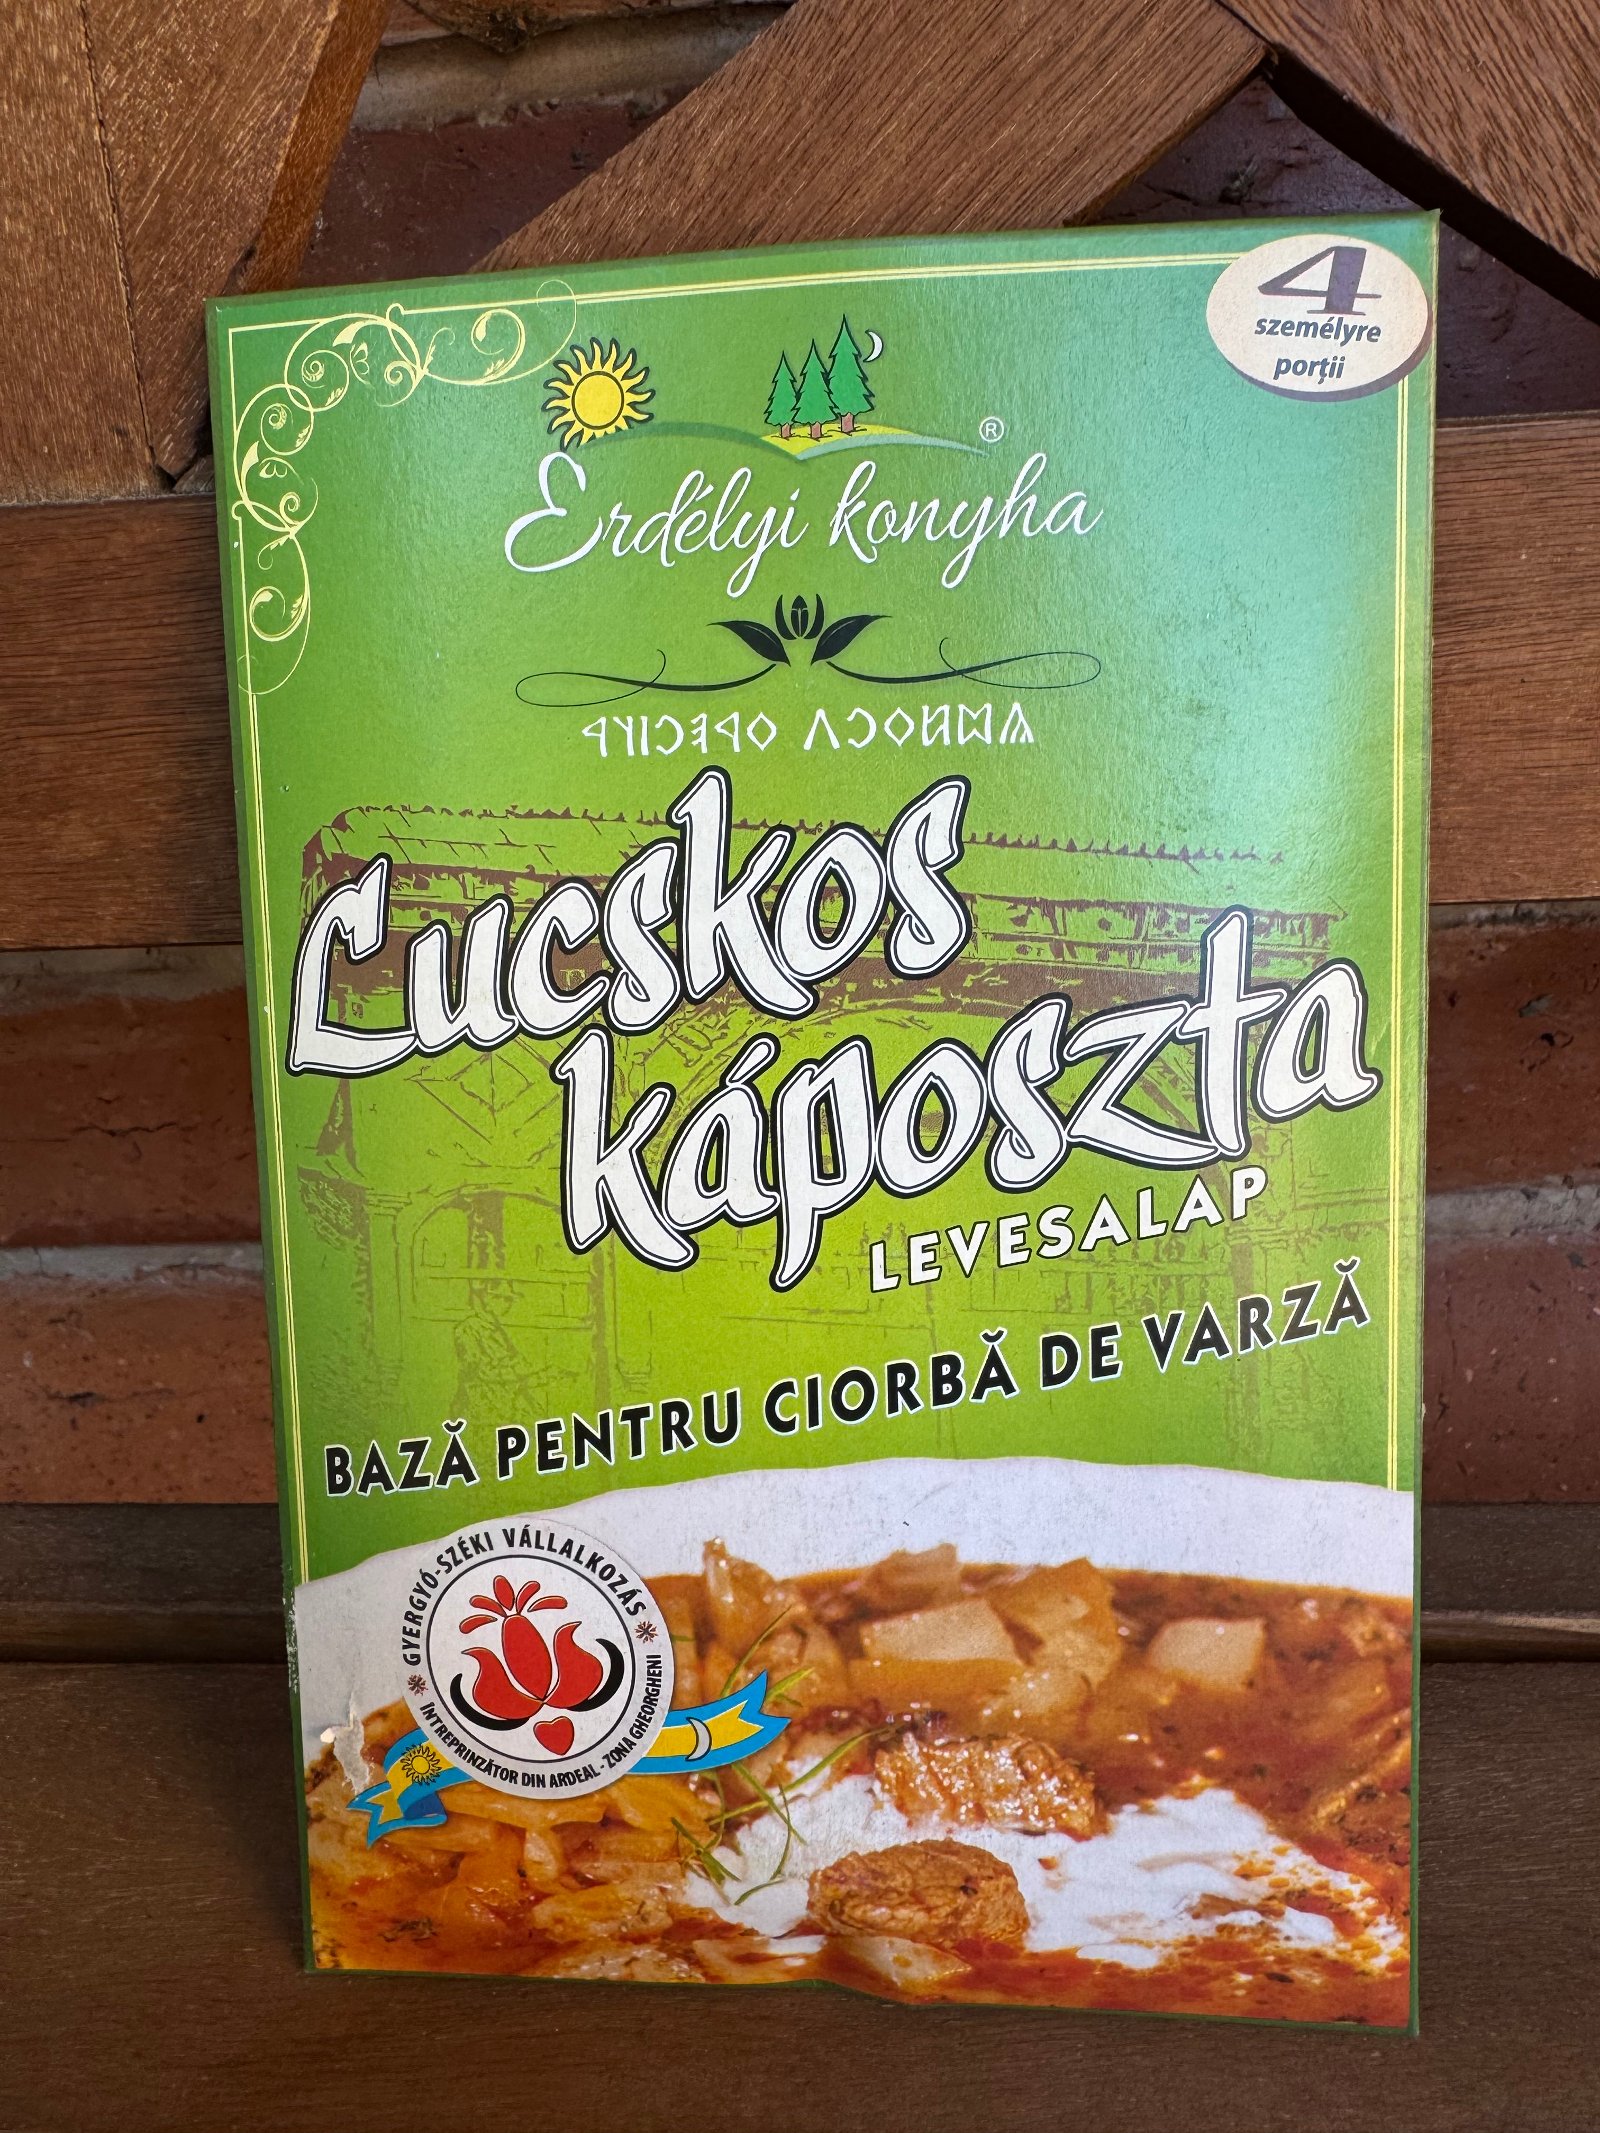 4
személyre
porții
®
Erdélyi konyha
Lucskos
káposzta
LEVESALAP
BAZĂ PENTRU CIORBĂ DE VARZĂ
GYERGYÓ-SZÉKI VÁLLALKOZÁS
ÎNTREPRINZĂTOR DIN ARDEAL - ZONA GHEORGHENI